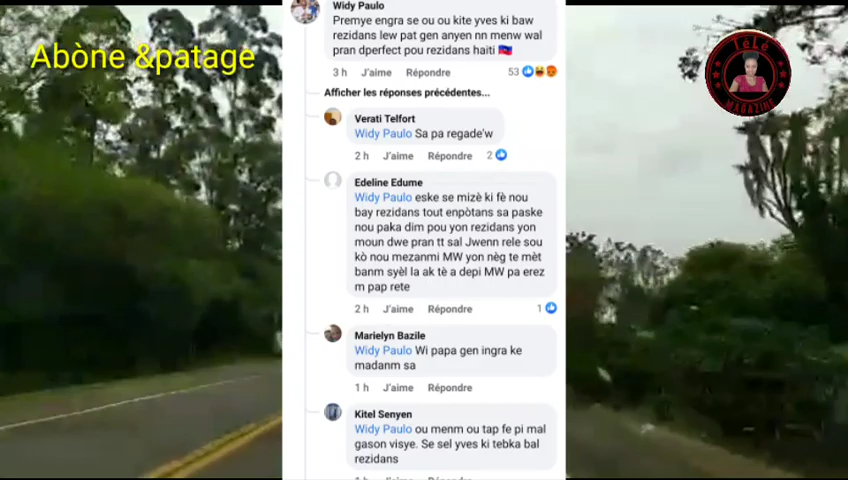 Abòne &patage
TéLé
MAGAZINE
Widy Paulo
Premye engra se ou ou kite yves ki baw
rezidans lew pat gen anyen nn menw wal
pran dperfect pou rezidans haiti
3 h J'aime Répondre 53
Afficher les réponses précédentes...
Verati Telfort
Widy Paulo Sa pa regade'w
2 h J'aime Répondre 2
Edeline Edume
Widy Paulo eske se mizè ki fè nou
bay rezidans tout enpòtans sa paske
nou paka dim pou yon rezidans yon
moun dwe pran tt sal Jwenn rele sou
kò nou mezanmi MW yon nèg te mèt
banm syèl la ak tè a depi MW pa erez
m pap rete
2 h J'aime Répondre 1
Marielyn Bazile
Widy Paulo Wi papa gen ingra ke
madanm sa
1 h J'aime Répondre
Kitel Senyen
Widy Paulo ou menm ou tap fe pi mal
gason visye. Se sel yves ki tebka bal
rezidans
1 h J'aime Répondre